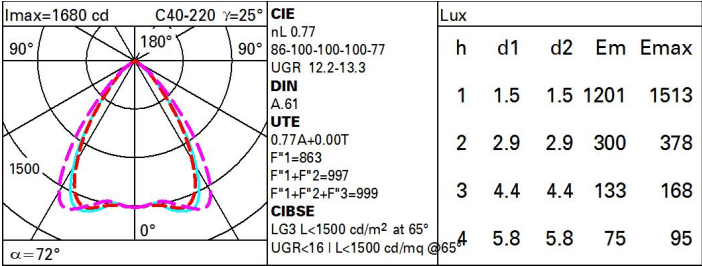 Imax=1680 cd C40-220 γ=25°
90° 180° 90°
1500
0°
α=72°
CIE
nL 0.77
86-100-100-100-77
UGR 12.2-13.3
DIN
A.61
UTE
0.77A+0.00T
F"1=863
F"1+F"2=997
F"1+F"2+F"3=999
CIBSE
LG3 L<1500 cd/m² at 65°
UGR<16 | L<1500 cd/mq @65°
Lux
h d1 d2 Em Emax
1 1.5 1.5 1201 1513
2 2.9 2.9 300 378
3 4.4 4.4 133 168
4 5.8 5.8 75 95